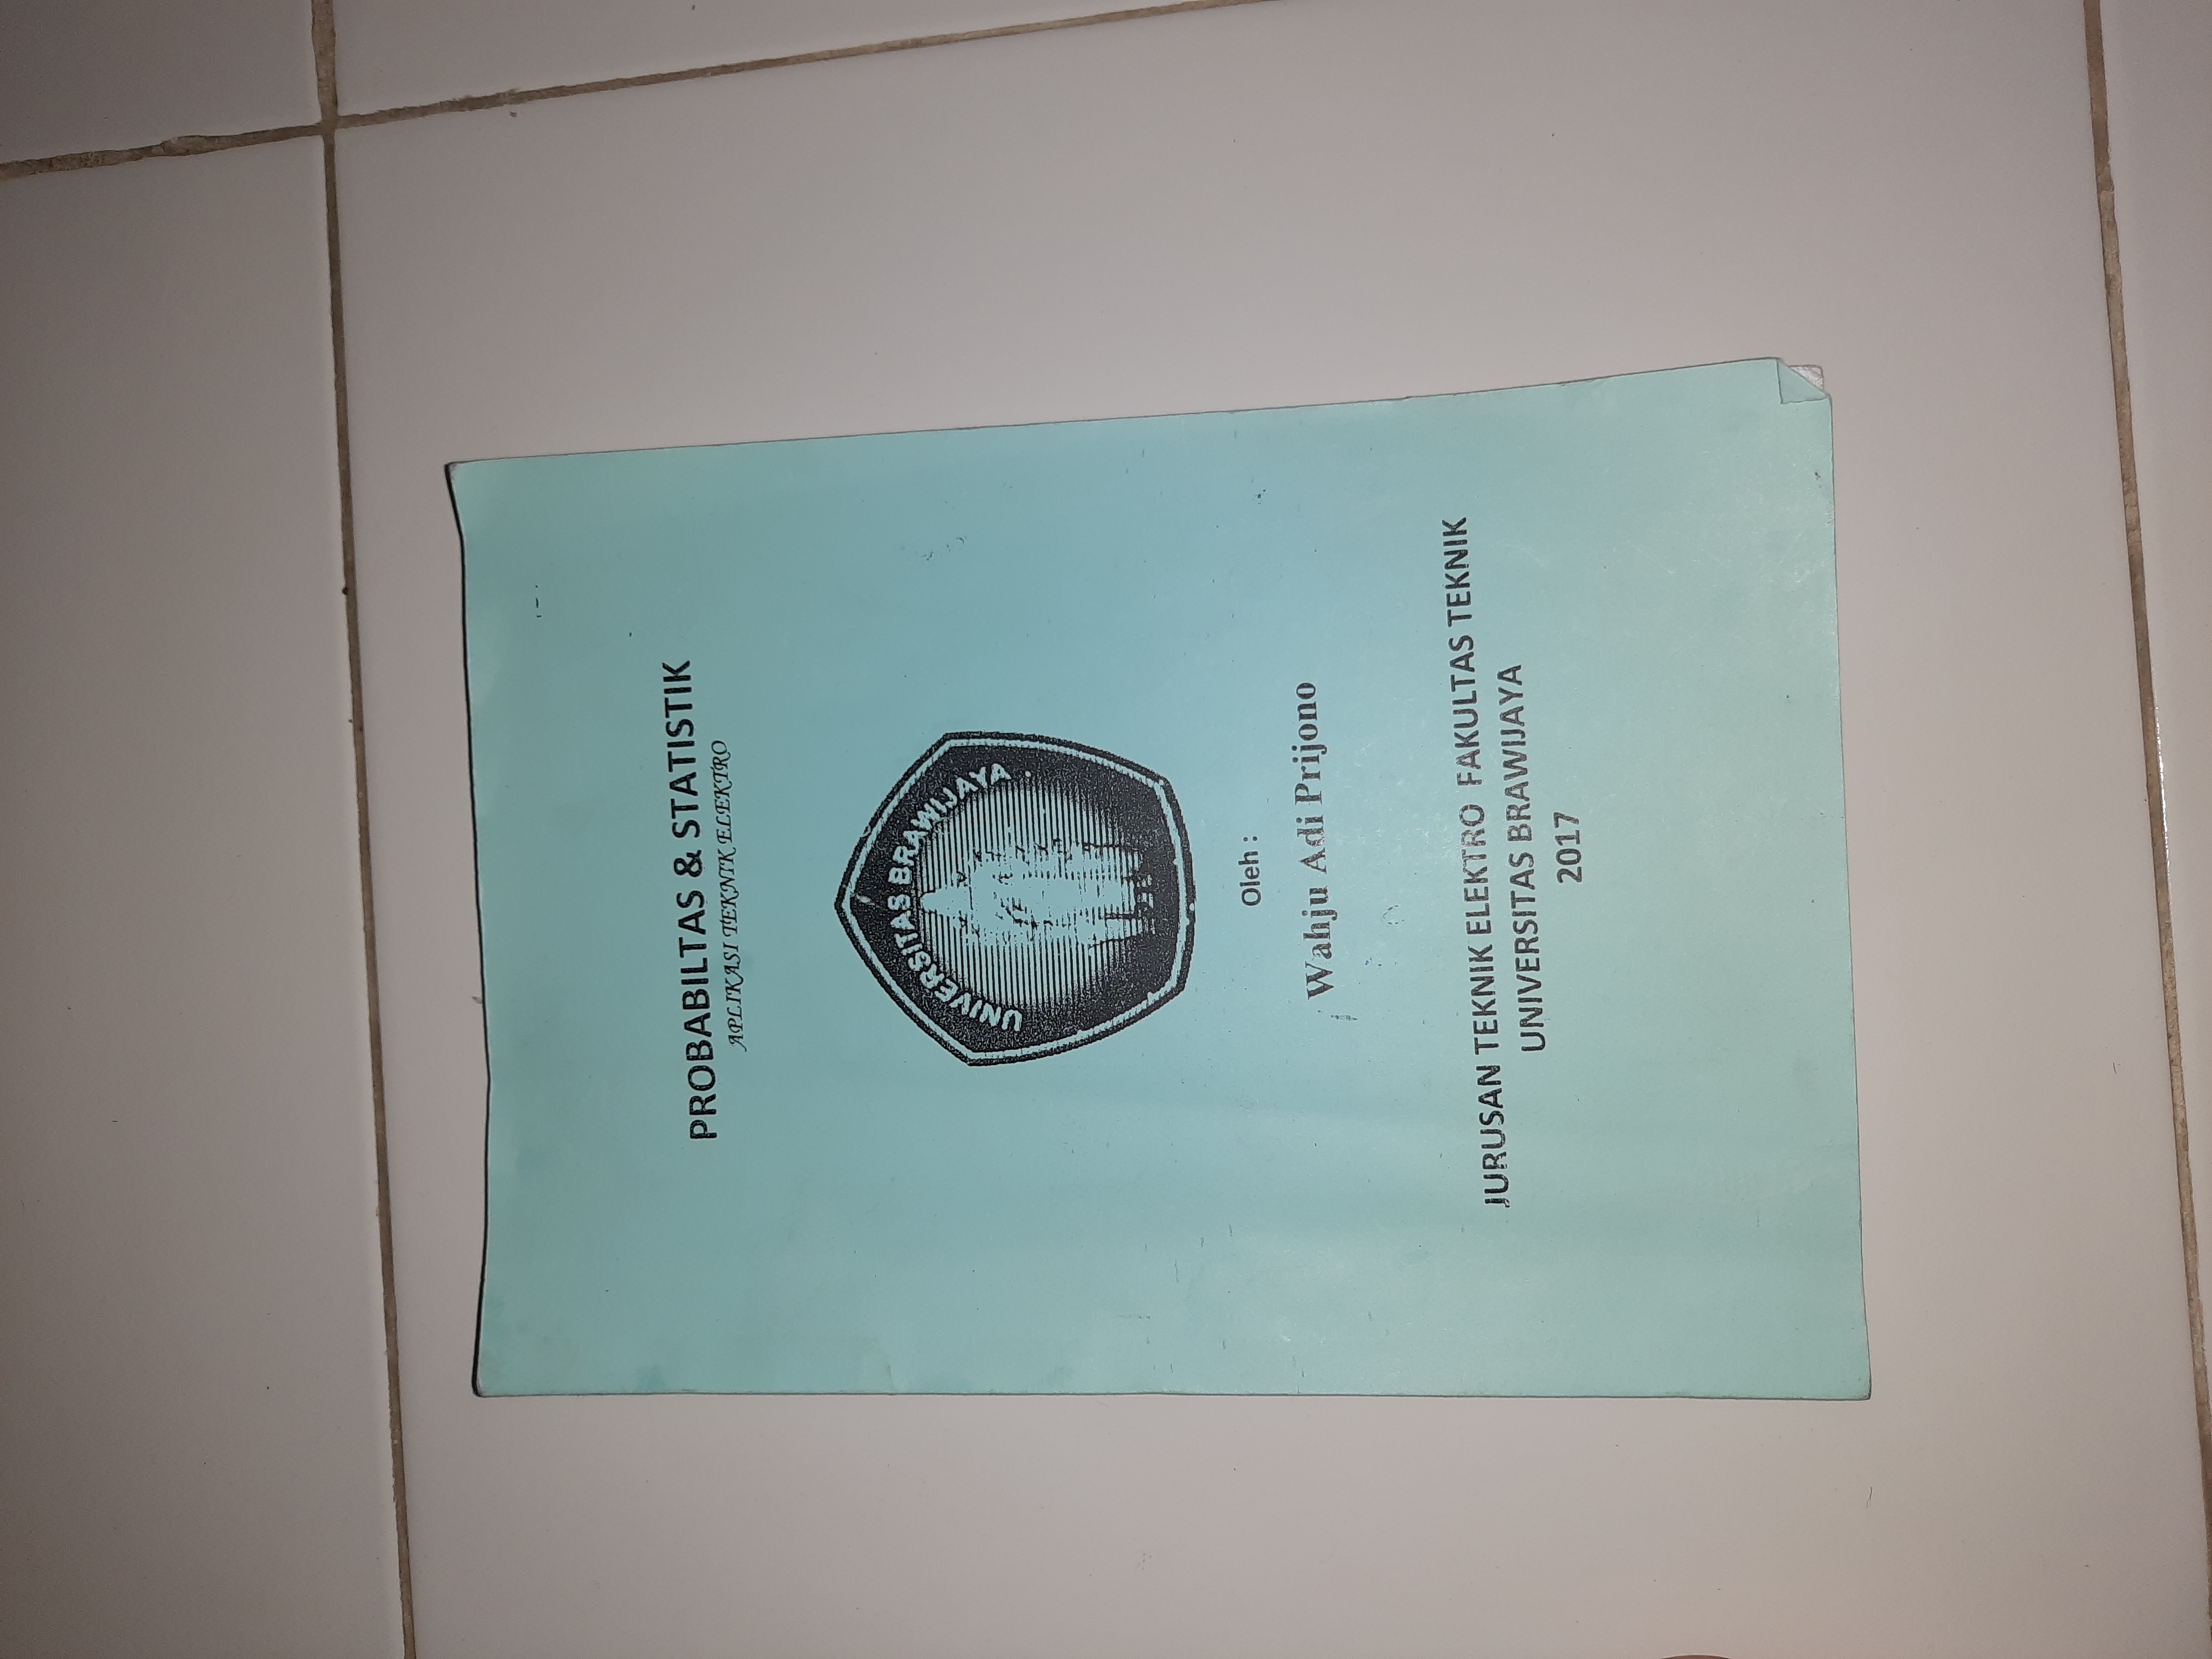 PROBABILTAS & STATISTIK
APLIKASI TEKNIK ELEKTRO
UNIVERSITAS BRAWIJAYA
Oleh :
Wahju Adi Prijono
JURUSAN TEKNIK ELEKTRO FAKULTAS TEKNIK
UNIVERSITAS BRAWIJAYA
2017